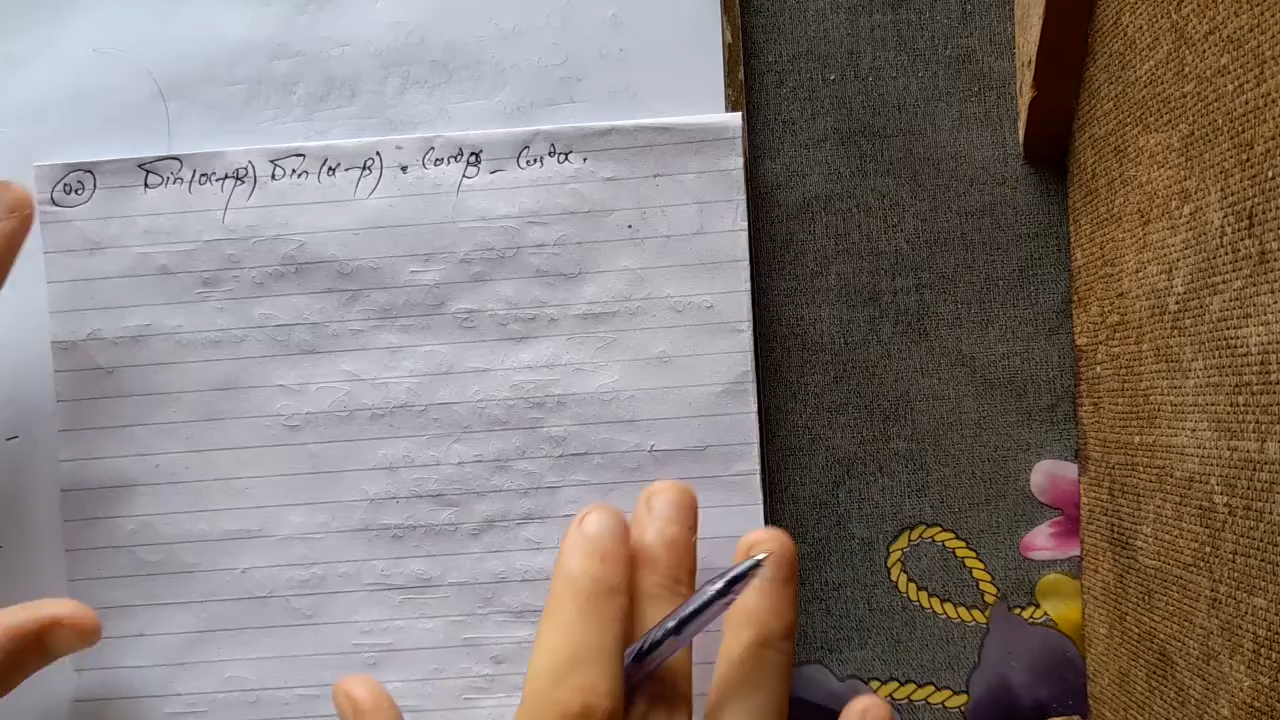 02 Sin(α+β) Sin(α-β) = Cos²β - Cos²α.